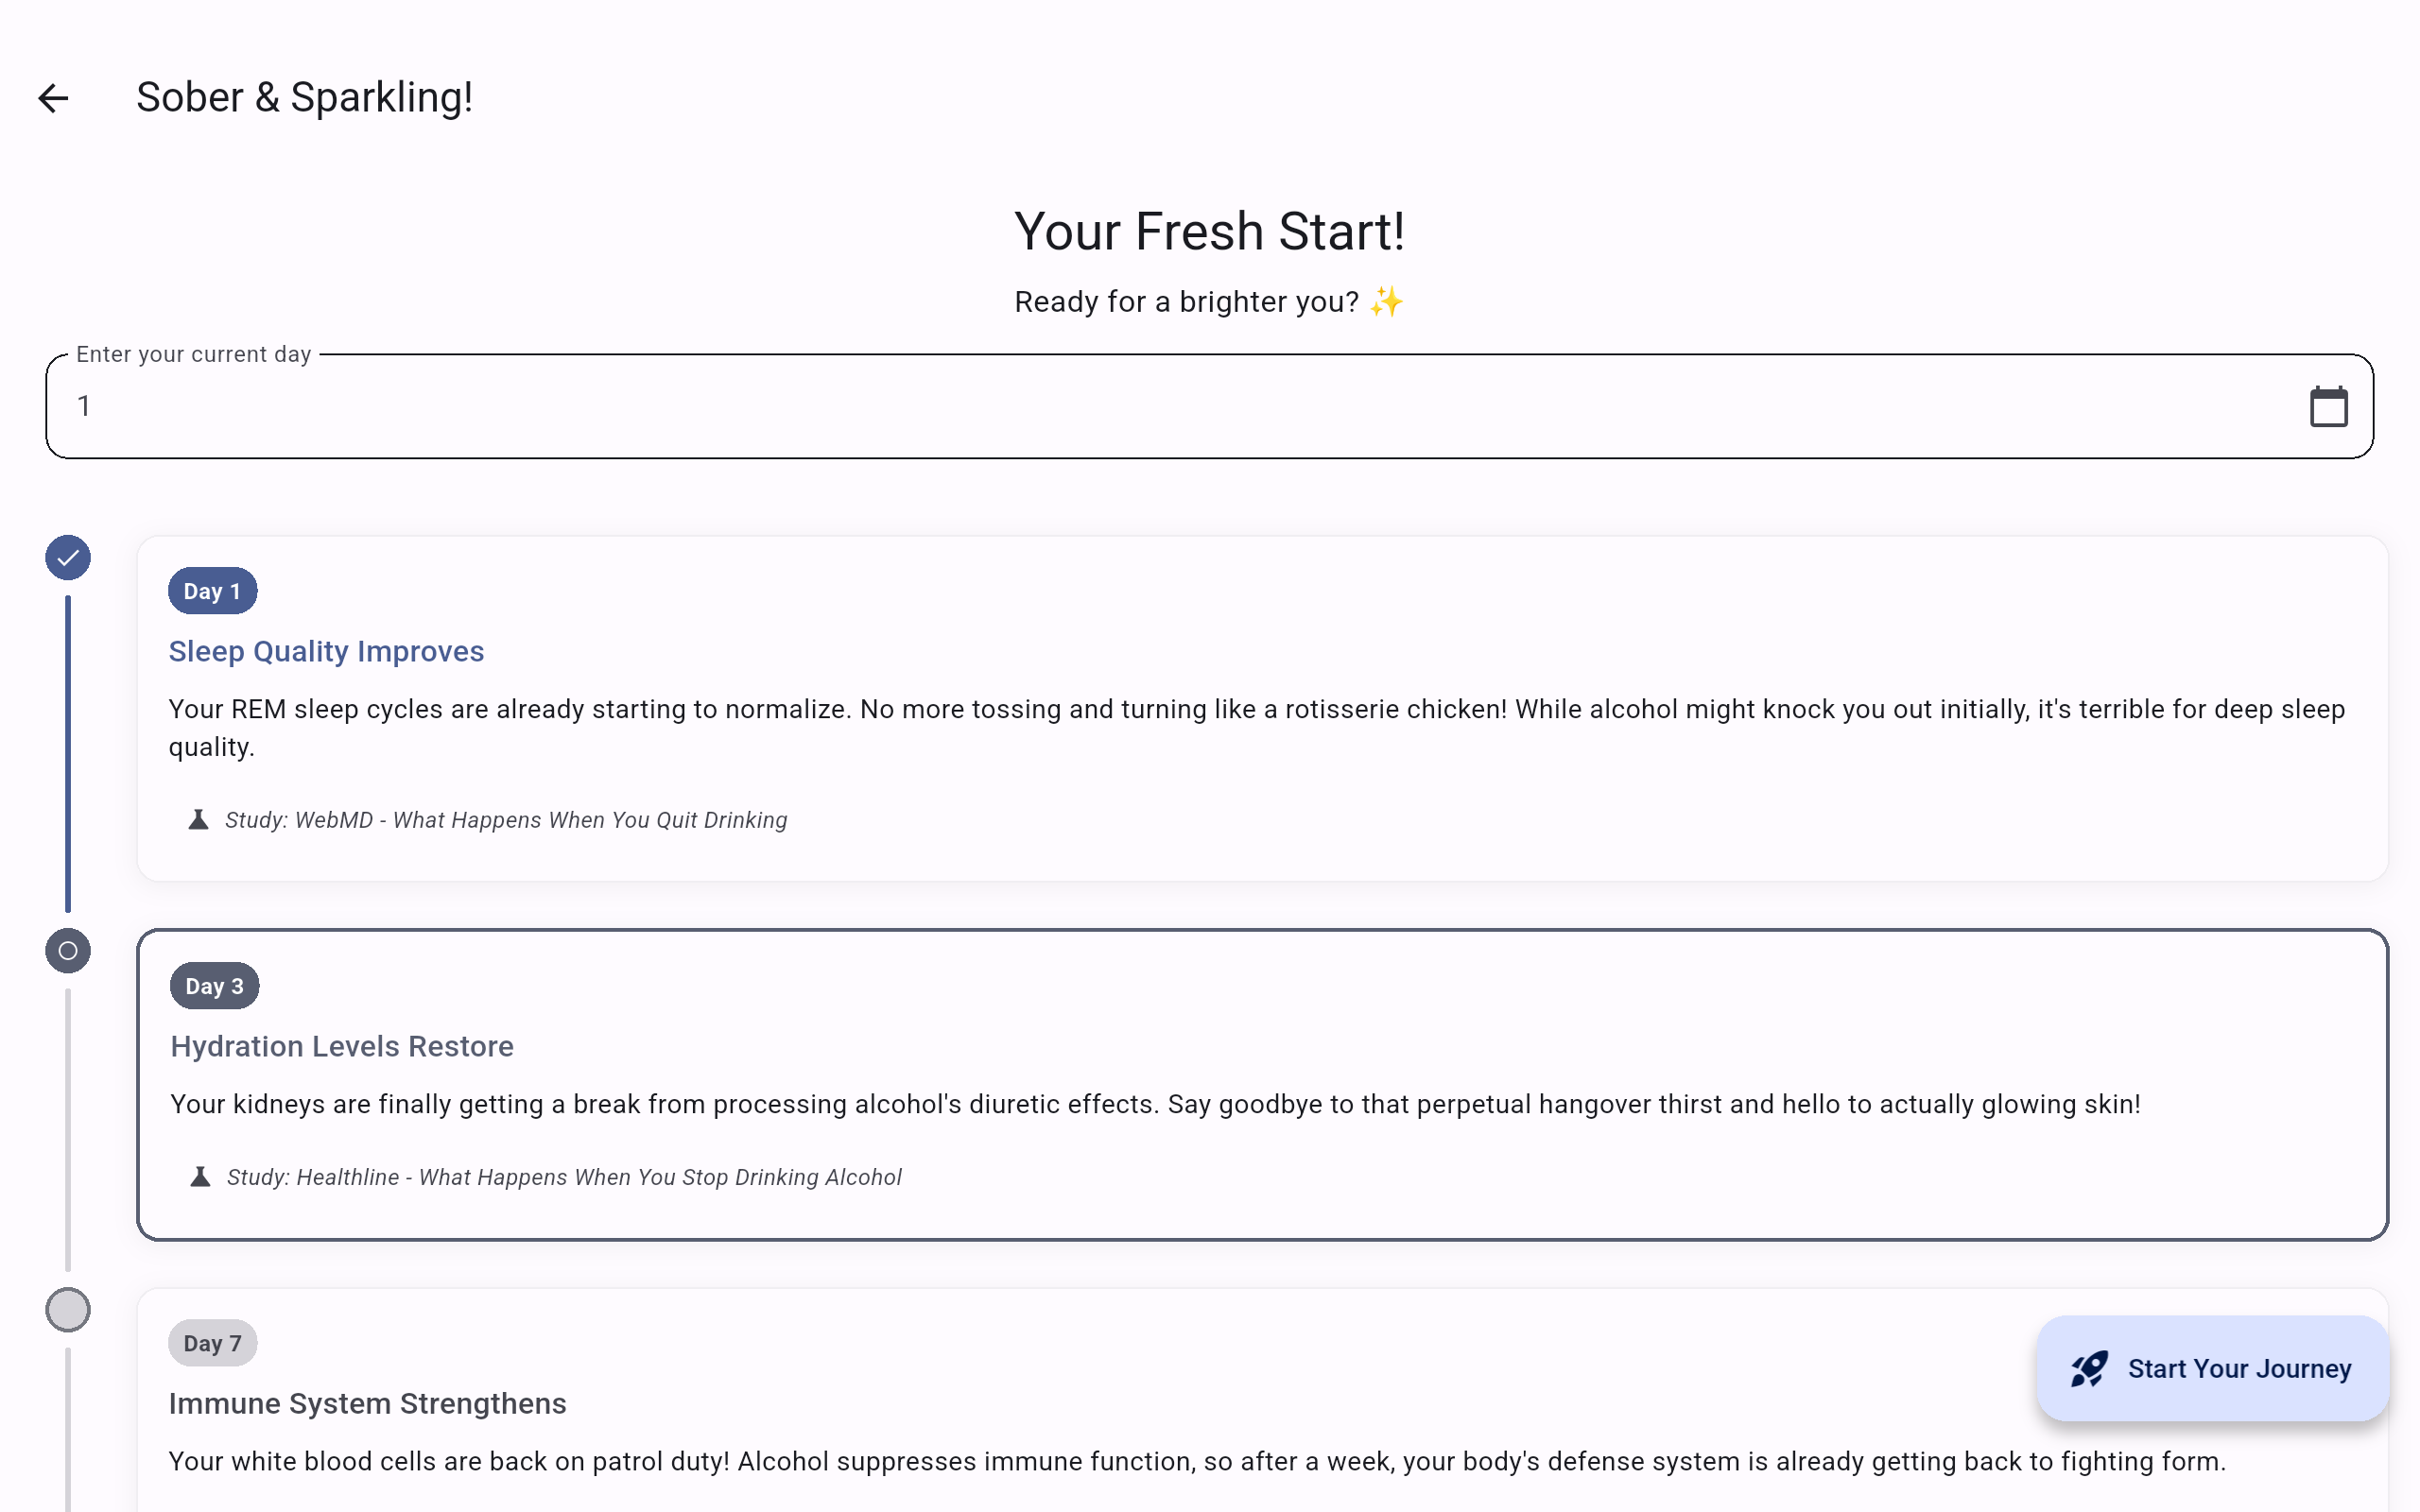 Sober & Sparkling!
Your Fresh Start!
Ready for a brighter you? ✨
Enter your current day
1
Day 1
Sleep Quality Improves
Your REM sleep cycles are already starting to normalize. No more tossing and turning like a rotisserie chicken! While alcohol might knock you out initially, it's terrible for deep sleep
quality.
Study: WebMD - What Happens When You Quit Drinking
Day 3
Hydration Levels Restore
Your kidneys are finally getting a break from processing alcohol's diuretic effects. Say goodbye to that perpetual hangover thirst and hello to actually glowing skin!
Study: Healthline - What Happens When You Stop Drinking Alcohol
Day 7
Immune System Strengthens
Your white blood cells are back on patrol duty! Alcohol suppresses immune function, so after a week, your body's defense system is already getting back to fighting form.
Start Your Journey